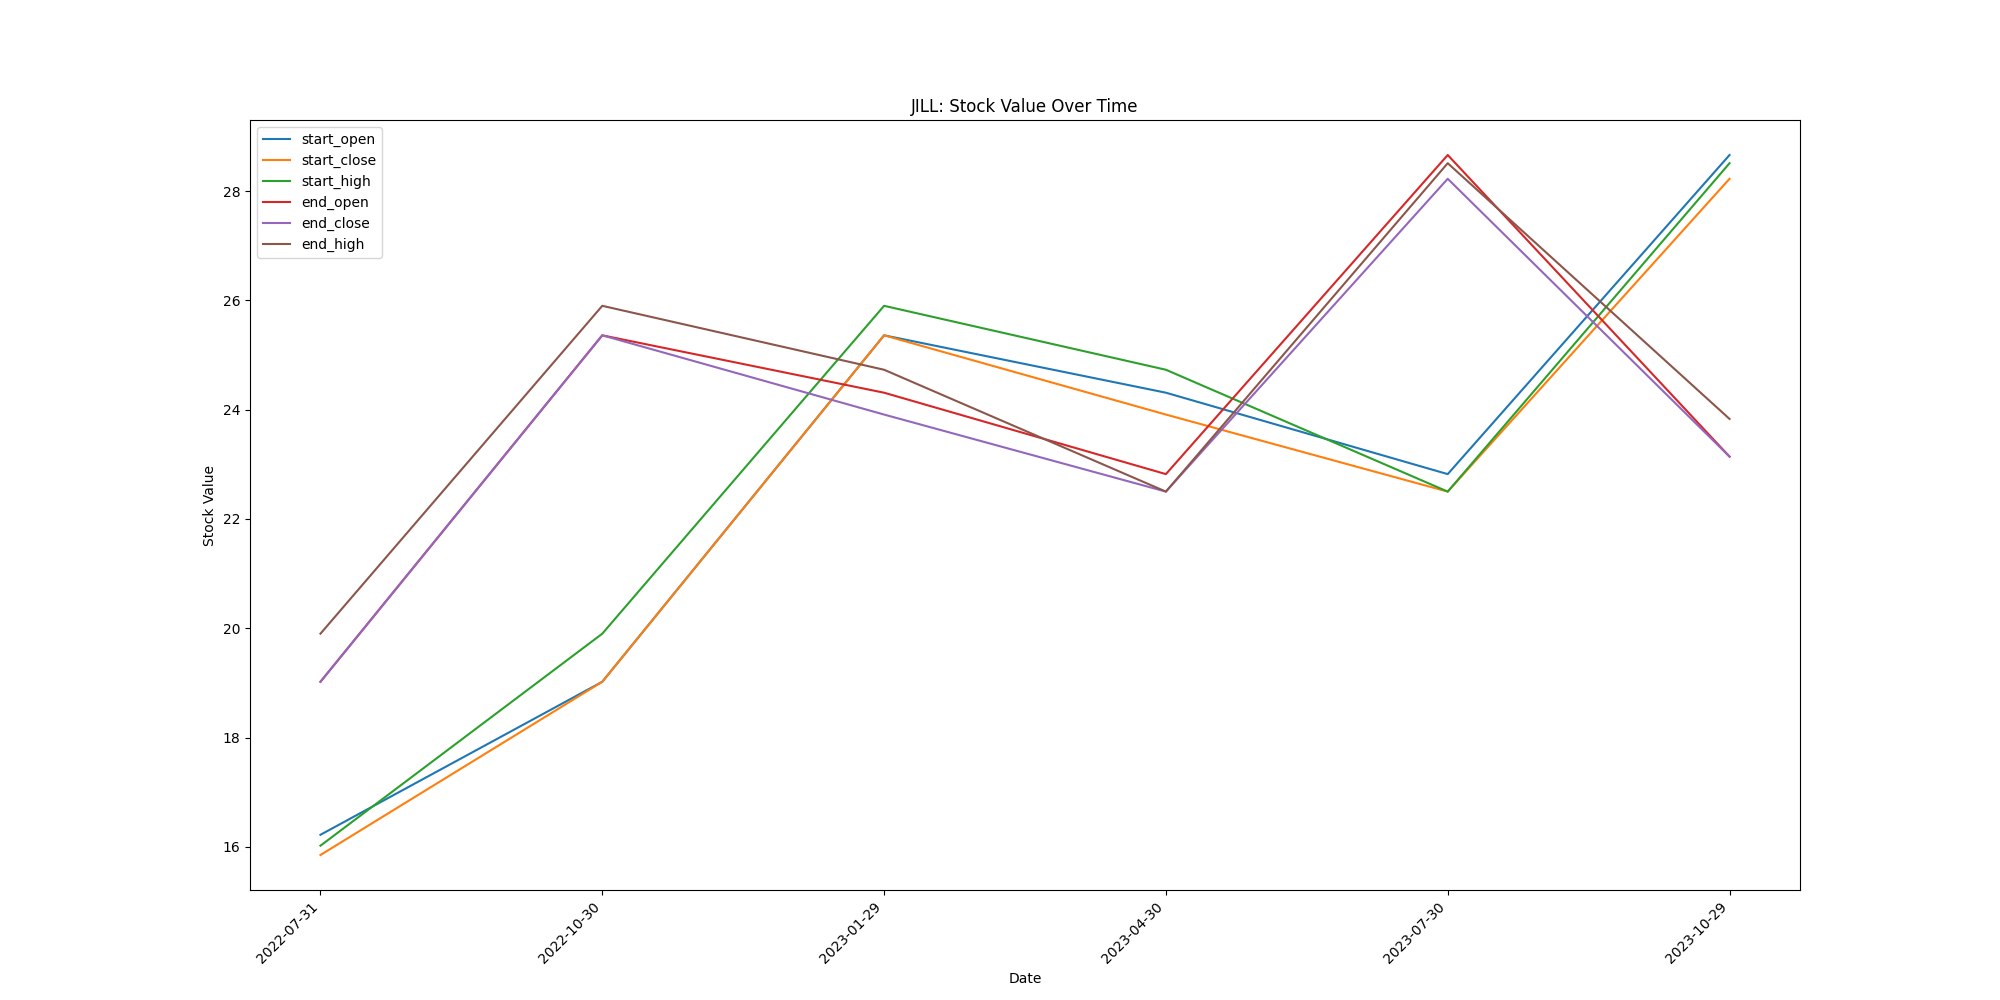 JILL: Stock Value Over Time
start_open
start_close
start_high
end_open
end_close
end_high
Stock Value
28
26
24
22
20
18
16
2022-07-31
2022-10-30
2023-01-29
2023-04-30
2023-07-30
2023-10-29
Date